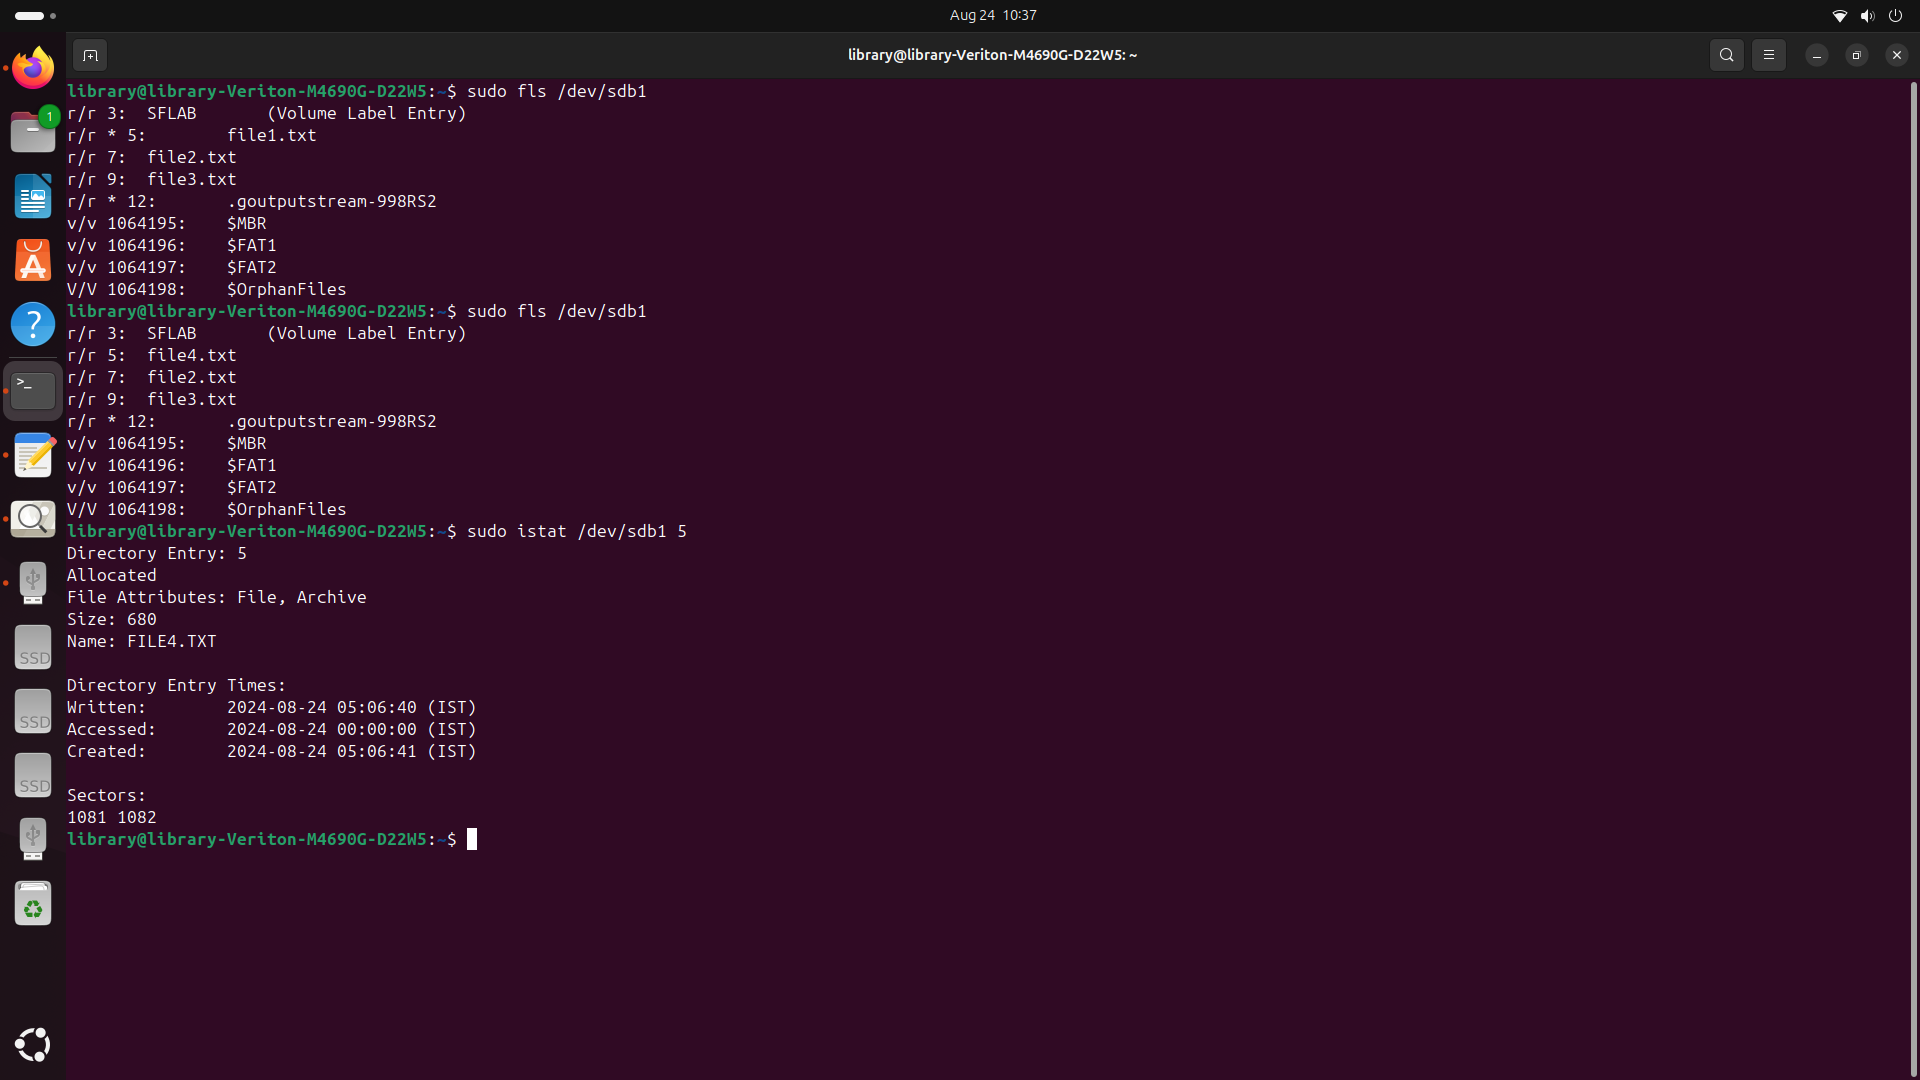 Aug 24 10:37
library@library-Veriton-M4690G-D22W5: ~
1
library@library-Veriton-M4690G-D22W5:~$ sudo fls /dev/sdb1
r/r 3:  SFLAB       (Volume Label Entry)
r/r * 5:        file1.txt
r/r 7:  file2.txt
r/r 9:  file3.txt
r/r * 12:       .goutputstream-998RS2
v/v 1064195:    $MBR
v/v 1064196:    $FAT1
v/v 1064197:    $FAT2
V/V 1064198:    $OrphanFiles
library@library-Veriton-M4690G-D22W5:~$ sudo fls /dev/sdb1
r/r 3:  SFLAB       (Volume Label Entry)
r/r 5:  file4.txt
r/r 7:  file2.txt
r/r 9:  file3.txt
r/r * 12:       .goutputstream-998RS2
v/v 1064195:    $MBR
v/v 1064196:    $FAT1
v/v 1064197:    $FAT2
V/V 1064198:    $OrphanFiles
library@library-Veriton-M4690G-D22W5:~$ sudo istat /dev/sdb1 5
Directory Entry: 5
Allocated
File Attributes: File, Archive
Size: 680
Name: FILE4.TXT
Directory Entry Times:
Written:        2024-08-24 05:06:40 (IST)
Accessed:       2024-08-24 00:00:00 (IST)
Created:        2024-08-24 05:06:41 (IST)
Sectors:
1081 1082
library@library-Veriton-M4690G-D22W5:~$
SSD
SSD
SSD